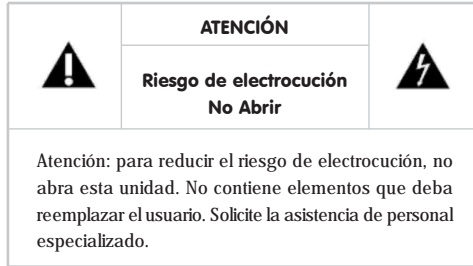 ATENCIÓN
Riesgo de electrocución
No Abrir
Atención: para reducir el riesgo de electrocución, no
abra esta unidad. No contiene elementos que deba
reemplazar el usuario. Solicite la asistencia de personal
especializado.